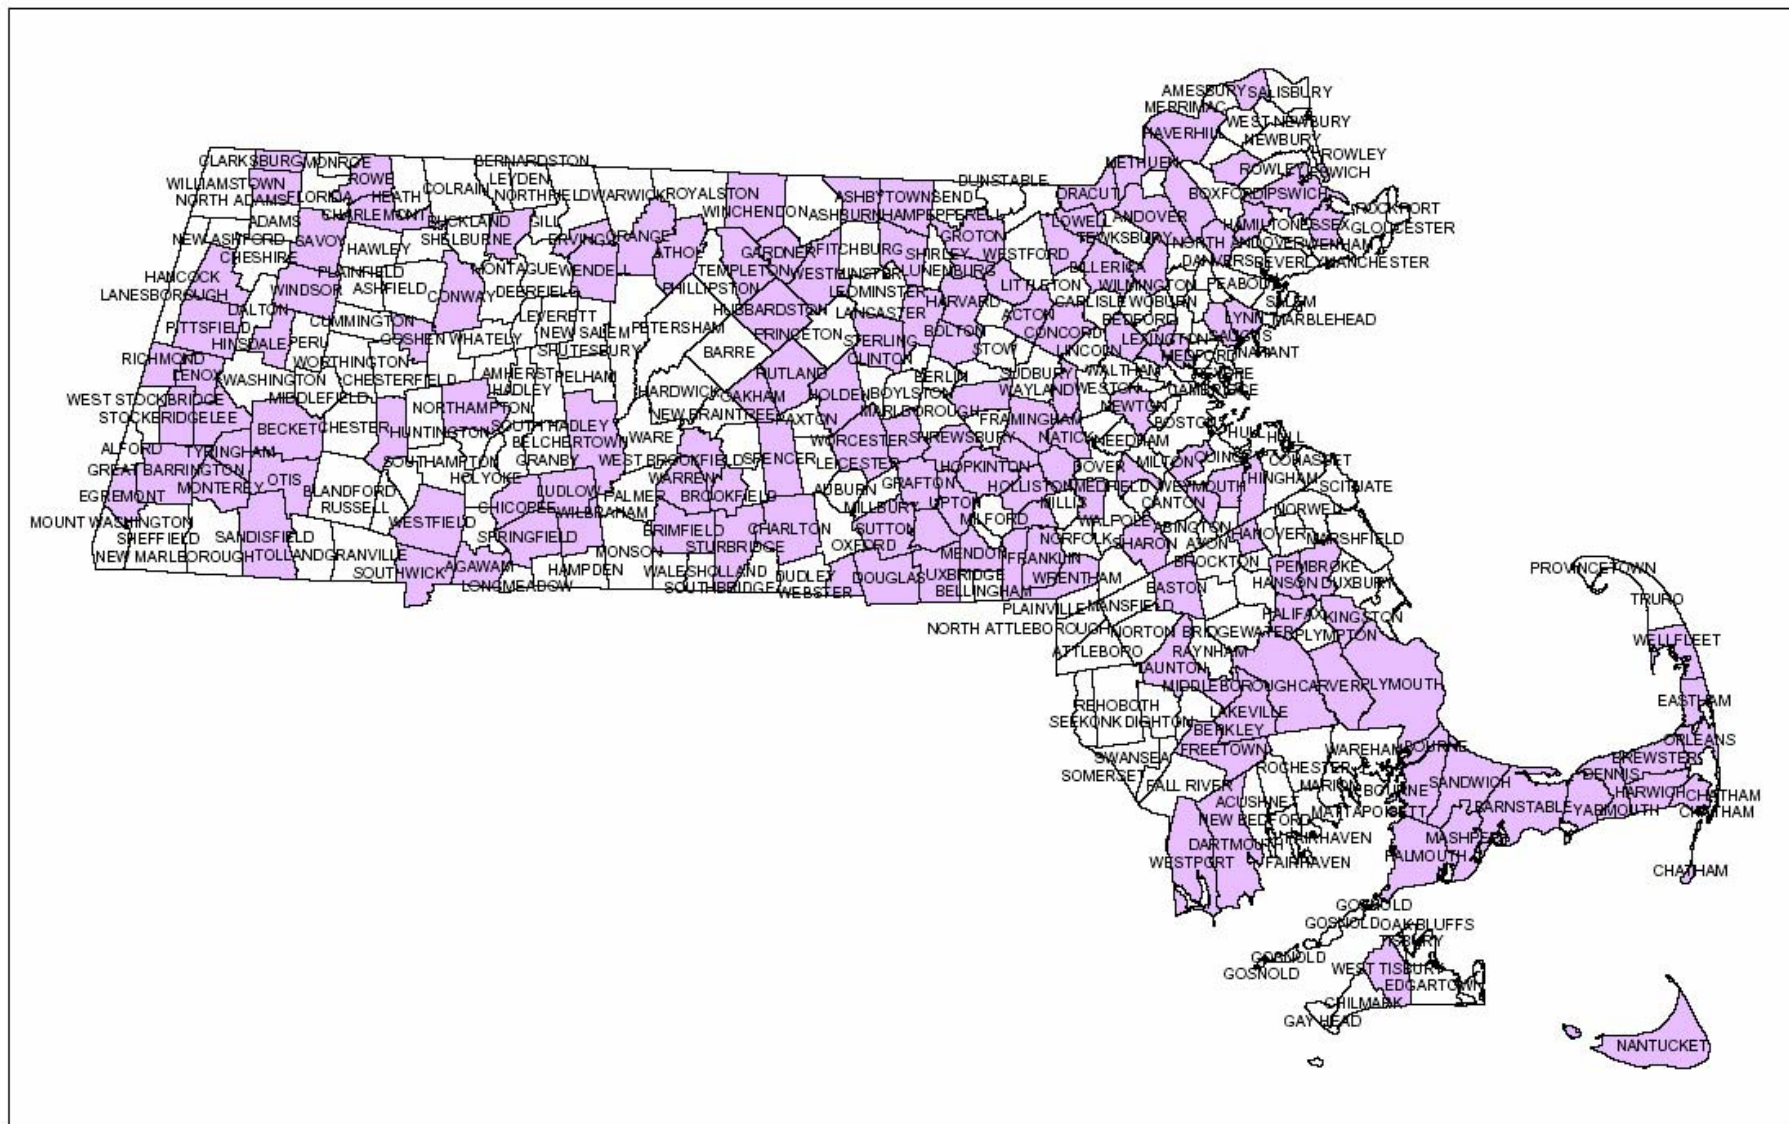 AMESBURY
SALISBURY
MERRIMAC
WEST NEWBURY
HAVERHILL
NEWBURY
ROWLEY
METHUEN
ROWLEY
IPSWICH
CLARKSBURG
MONROE
BERNARDSTON
WILLIAMSTOWN
ROWE
LEYDEN
DUNSTABLE
NORTH ADAMS
FLORIDA
HEATH
COLRAIN
NORTHFIELD
WARWICK
ROYALSTON
ASHBY
TOWNSEND
DRACUT
BOXFORD
IPSWICH
ADAMS
CHARLEMONT
BUCKLAND
GILL
WINCHENDON
ASHBURNHAM
PEPPERELL
LOWELL
ANDOVER
HAMILTON
ESSEX
ROCKPORT
GLOUCESTER
NEW ASHFORD
SAVOY
HAWLEY
SHELBURNE
ERVING
ORANGE
ATHOL
GARDNER
FITCHBURG
SHIRLEY
GROTON
WESTFORD
TEWKSBURY
NORTH ANDOVER
WENHAM
CHESHIRE
HANCOCK
PLAINFIELD
MONTAGUE
WENDELL
TEMPLETON
WESTMINSTER
LUNENBURG
BILLERICA
DANVERS
BEVERLY
MANCHESTER
LANESBOROUGH
WINDSOR
ASHFIELD
CONWAY
DEERFIELD
PHILLIPSTON
LEOMINSTER
HARVARD
LITTLETON
WILMINGTON
PEABODY
DALTON
HUBBARDSTON
LANCASTER
ACTON
CARLISLE
WOBURN
SALEM
PITTSFIELD
CUMMINGTON
LEVERETT
NEW SALEM
PETERSHAM
PRINCETON
STERLING
BOLTON
CONCORD
BEDFORD
LYNN
MARBLEHEAD
HINSDALE
PERU
GOSHEN
WHATELY
SHUTESBURY
BARRE
CLINTON
STOW
LINCOLN
LEXINGTON
SAUGUS
NAHANT
RICHMOND
WORTHINGTON
MEDFORD
LENOX
WASHINGTON
CHESTERFIELD
AMHERST
PELHAM
RUTLAND
BERLIN
SUDBURY
WALTHAM
REVERE
MIDDLEFIELD
HADLEY
HARDWICK
OAKHAM
HOLDEN
BOYLSTON
WAYLAND
WESTON
CAMBRIDGE
WEST STOCKBRIDGE
STOCKBRIDGE
LEE
BECKET
CHESTER
NORTHAMPTON
NEW BRAINTREE
PAXTON
MARLBOROUGH
FRAMINGHAM
NEWTON
BOSTON
HUNTINGTON
SOUTH HADLEY
BELCHERTOWN
WARE
WORCESTER
SHREWSBURY
NATICK
NEEDHAM
HULL
HULL
ALFORD
TYRINGHAM
SOUTHAMPTON
GRANBY
WEST BROOKFIELD
SPENCER
LEICESTER
HOPKINTON
DOVER
MILTON
QUINCY
COHASSET
GREAT BARRINGTON
MONTEREY
OTIS
HOLYOKE
WARREN
GRAFTON
HOLLISTON
MEDFIELD
WEYMOUTH
HINGHAM
SCITUATE
EGREMONT
BLANDFORD
LUDLOW
PALMER
BROOKFIELD
AUBURN
UPTON
MILLIS
CANTON
RUSSELL
CHICOPEE
WILBRAHAM
MILLBURY
MILFORD
WALPOLE
NORWELL
MOUNT WASHINGTON
WESTFIELD
BRIMFIELD
CHARLTON
SUTTON
ABINGTON
SHEFFIELD
SANDISFIELD
SPRINGFIELD
STURBRIDGE
OXFORD
NORFOLK
SHARON
AVON
HANOVER
MARSHFIELD
NEW MARLBOROUGH
TOLLAND
GRANVILLE
MONSON
MENDON
FRANKLIN
BROCKTON
SOUTHWICK
AGAWAM
HAMPDEN
WALES
HOLLAND
DUDLEY
DOUGLAS
UXBRIDGE
WRENTHAM
PEMBROKE
PROVINCETOWN
LONGMEADOW
SOUTHBRIDGE
WEBSTER
BELLINGHAM
EASTON
HANSON
DUXBURY
PLAINVILLE
MANSFIELD
HALIFAX
KINGSTON
TRURO
NORTH ATTLEBOROUGH
NORTON
BRIDGEWATER
PLYMPTON
WELLFLEET
ATTLEBORO
RAYNHAM
TAUNTON
MIDDLEBOROUGH
CARVER
PLYMOUTH
REHOBOTH
LAKEVILLE
EASTHAM
SEEKONK
DIGHTON
BERKLEY
SWANSEA
FREETOWN
WAREHAM
BOURNE
ORLEANS
SOMERSET
ROCHESTER
BREWSTER
FALL RIVER
MARION
BOURNE
SANDWICH
DENNIS
ACUSHNET
MATTAPOISETT
BARNSTABLE
YARMOUTH
HARWICH
CHATHAM
NEW BEDFORD
CHATHAM
DARTMOUTH
FAIRHAVEN
MASHPEE
WESTPORT
FAIRHAVEN
FALMOUTH
CHATHAM
GOSNOLD
GOSNOLD
OAK BLUFFS
TISBURY
GOSNOLD
GOSNOLD
WEST TISBURY
EDGARTOWN
CHILMARK
GAY HEAD
NANTUCKET